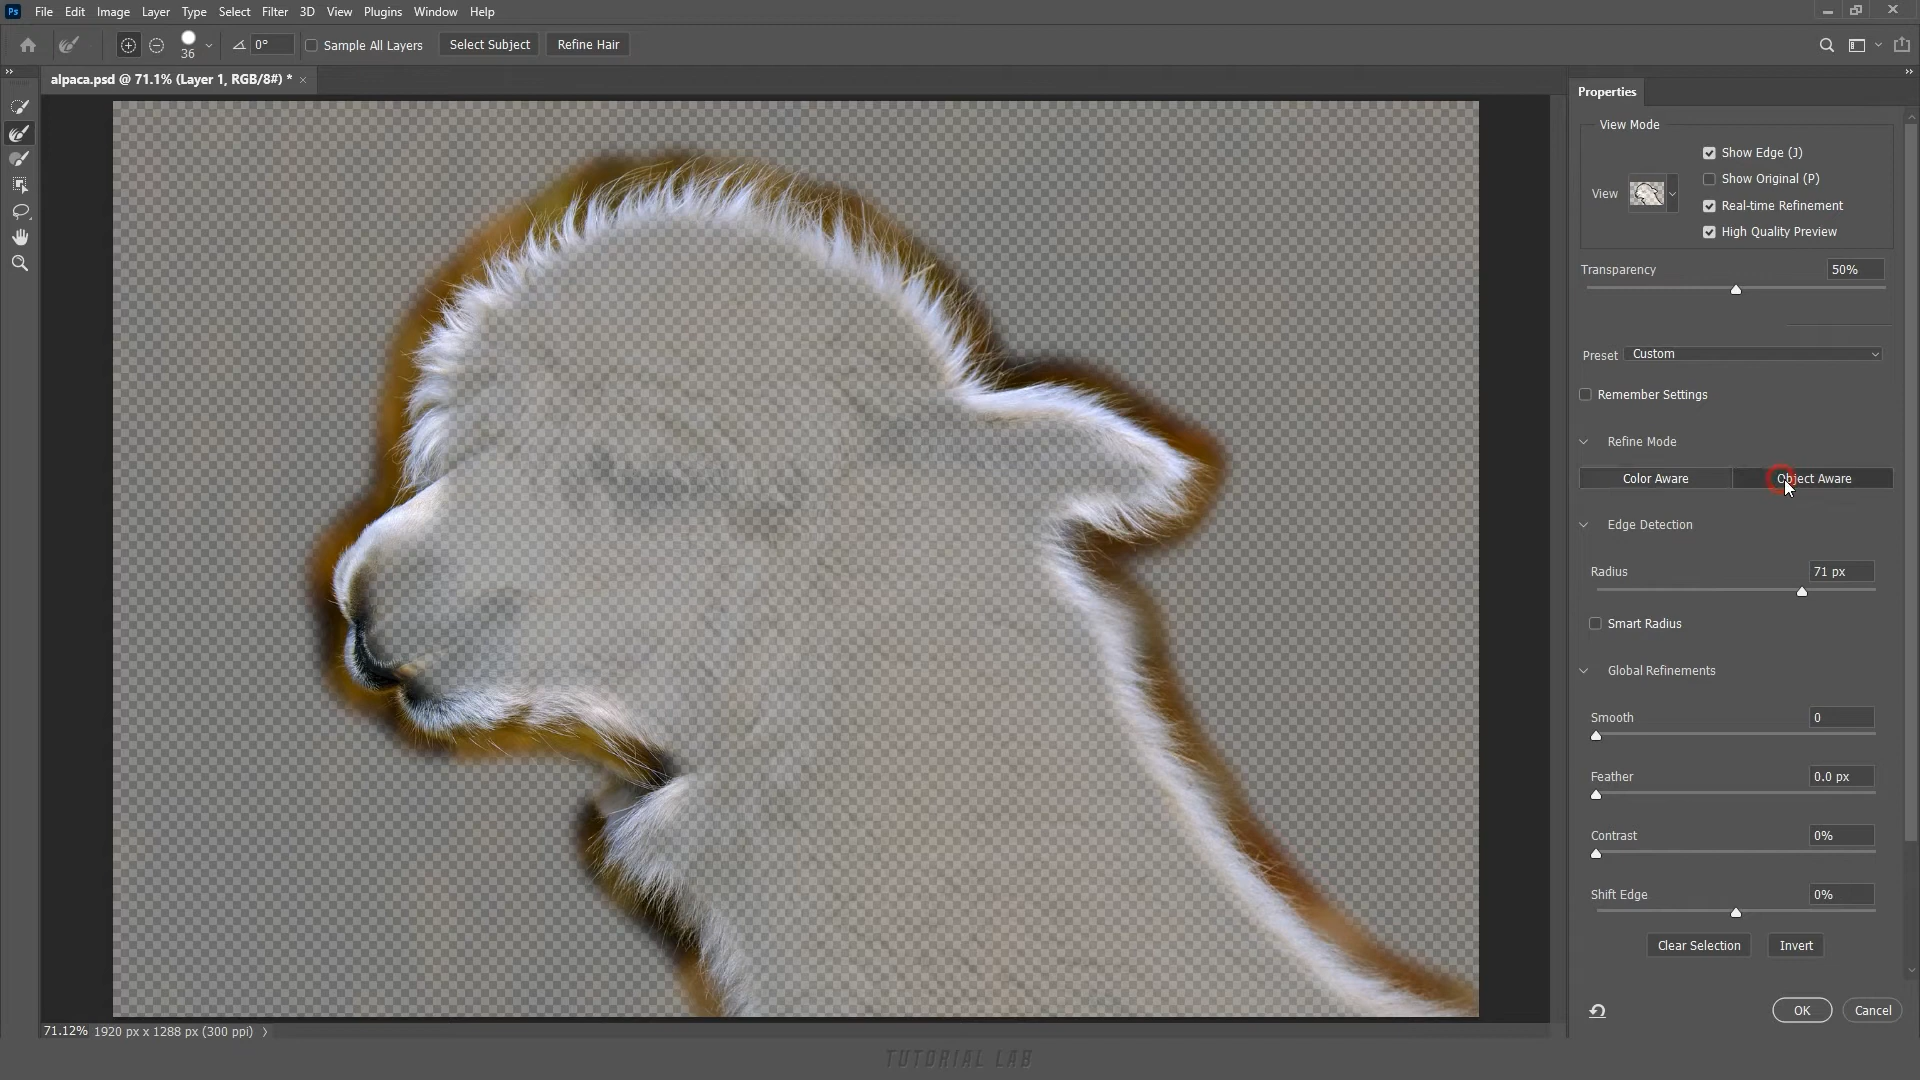 Ps File Edit Image Layer Type Select Filter 3D View Plugins Window Help
36 0° Sample All Layers Select Subject Refine Hair
alpaca.psd @ 71.1% (Layer 1, RGB/8#) * ×
Properties
View Mode
Show Edge (J)
Show Original (P)
View
Real-time Refinement
High Quality Preview
Transparency 50%
Preset Custom
Remember Settings
Refine Mode
Color Aware Object Aware
Edge Detection
Radius 71 px
Smart Radius
Global Refinements
Smooth 0
Feather 0.0 px
Contrast 0%
Shift Edge 0%
Clear Selection Invert
OK Cancel
71.12% 1920 px x 1288 px (300 ppi)
TUTORIAL LAB